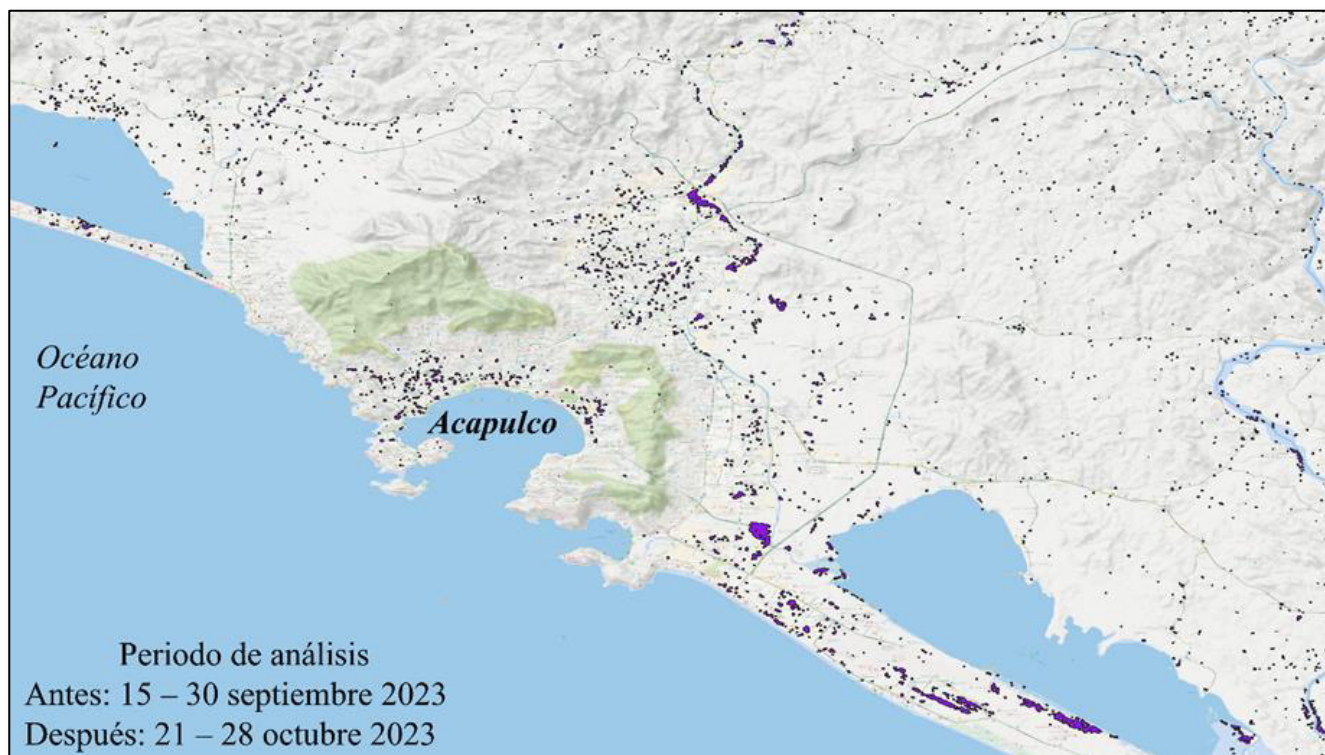 Océano
Pacífico
Acapulco
Periodo de análisis
Antes: 15 – 30 septiembre 2023
Después: 21 – 28 octubre 2023